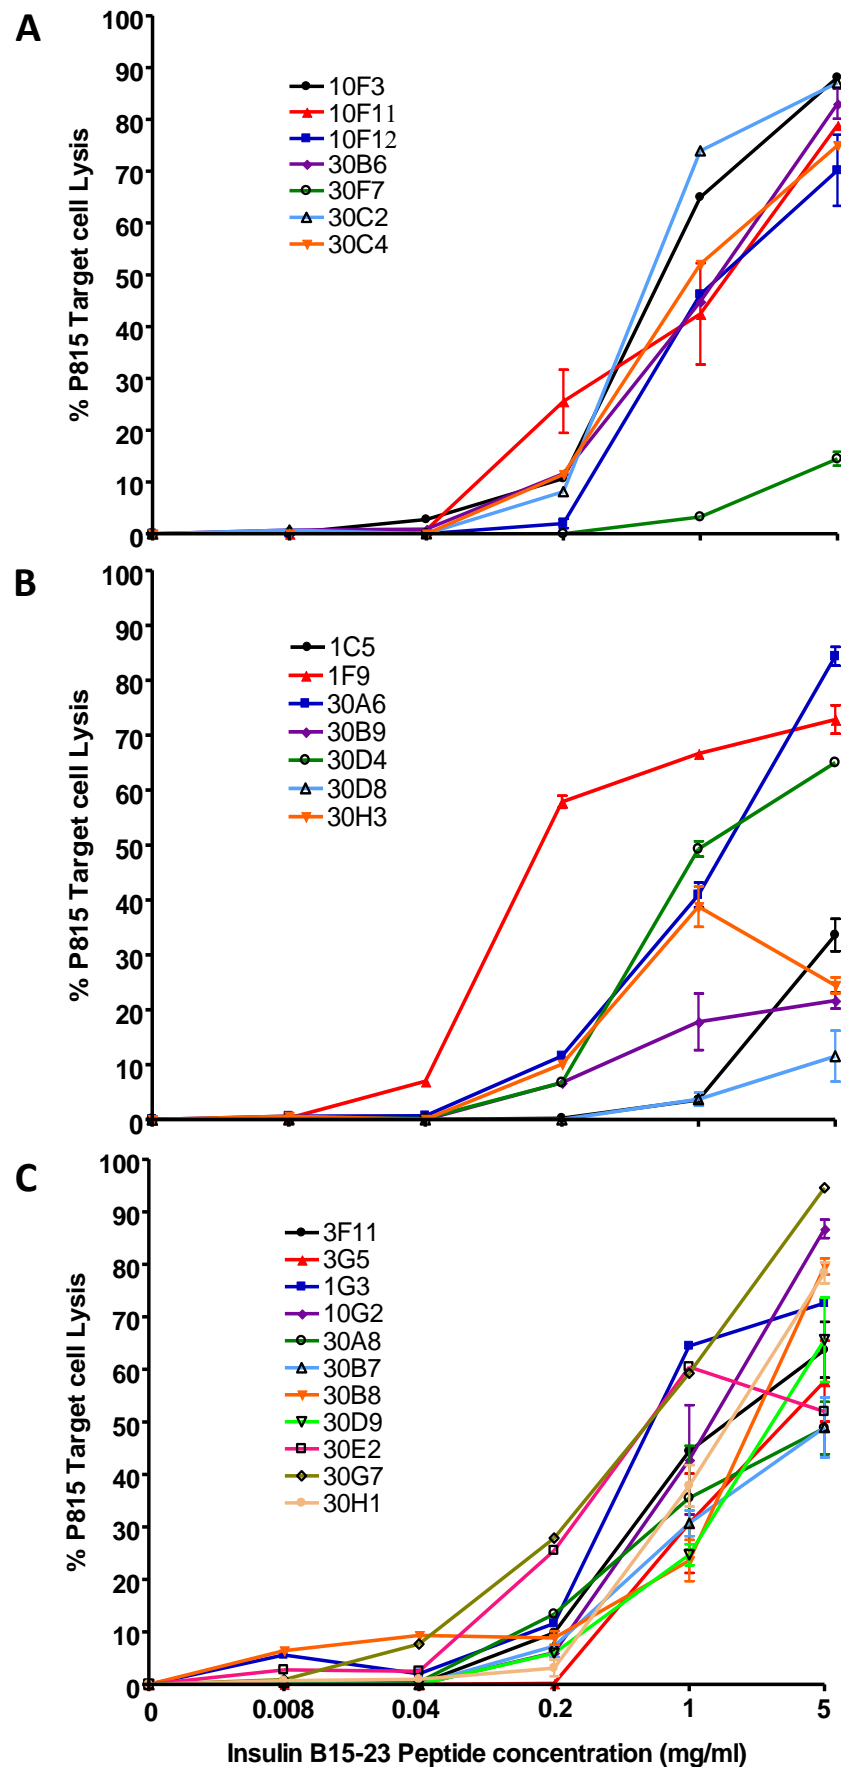 A
% P815 Target cell Lysis
100
90
80
70
60
50
40
30
20
10
0
10F3
10F11
10F12
30B6
30F7
30C2
30C4
B
% P815 Target cell Lysis
100
90
80
70
60
50
40
30
20
10
0
1C5
1F9
30A6
30B9
30D4
30D8
30H3
C
% P815 Target cell Lysis
100
90
80
70
60
50
40
30
20
10
0
3F11
3G5
1G3
10G2
30A8
30B7
30B8
30D9
30E2
30G7
30H1
0 0.008 0.04 0.2 1 5
Insulin B15-23 Peptide concentration (mg/ml)